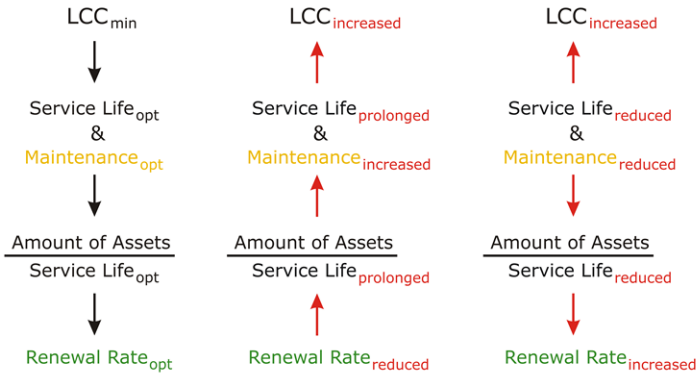 LCCmin
Service Lifeopt
&
Maintenanceopt
Amount of Assets
Service Lifeopt
Renewal Rateopt
LCCincreased
Service Lifeprolonged
&
Maintenanceincreased
Amount of Assets
Service Lifeprolonged
Renewal Ratereduced
LCCincreased
Service Lifereduced
&
Maintenancereduced
Amount of Assets
Service Lifereduced
Renewal Rateincreased